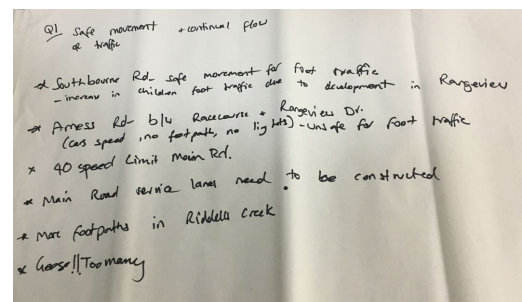 Q1 Safe movement + continual flow
of traffic
* Southbourne Rd - safe movement for foot traffic
- increase in children foot traffic due to development in Rangeview
* Amess Rd b/w Racecourse + Rangeview Dr.
(cars speed, no footpath, no lights) - unsafe for foot traffic
* 40 speed limit Main Rd.
* Main Road service lanes need to be constructed
* More footpaths in Riddells Creek
* Geese!! Too many